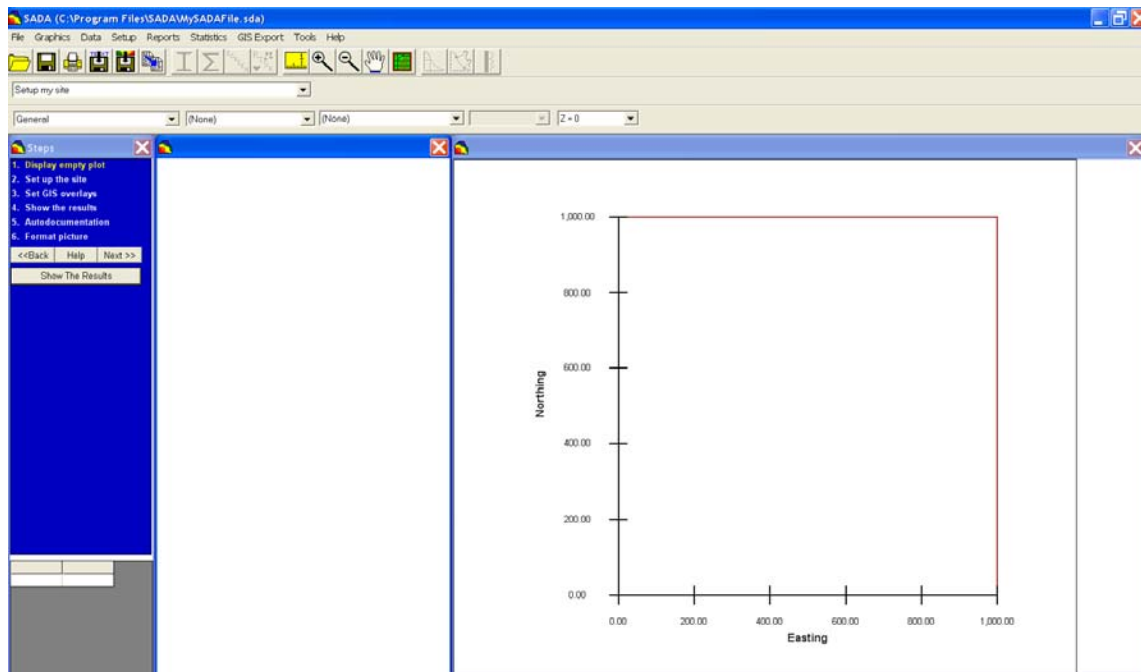 SADA (C:\Program Files\SADA\MySADAFile.sda)
File Graphics Data Setup Reports Statistics GIS Export Tools Help
Setup my site
General (None) (None) Z = 0
Steps
1. Display empty plot
2. Set up the site
3. Set GIS overlays
4. Show the results
5. Autodocumentation
6. Format picture
<<Back Help Next >>
Show The Results
1,000.00
800.00
600.00
Northing
400.00
200.00
0.00
0.00 200.00 400.00 600.00 800.00 1,000.00
Easting